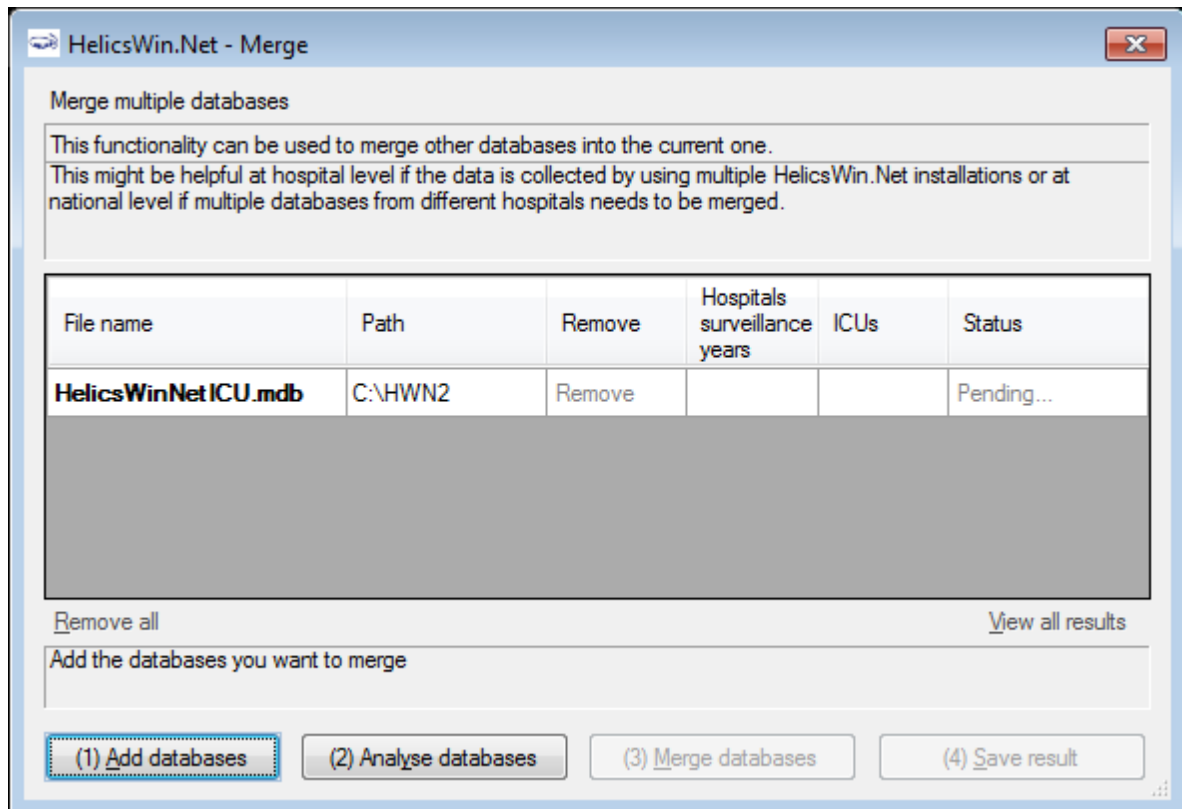 HelicsWin.Net - Merge
Merge multiple databases
This functionality can be used to merge other databases into the current one.
This might be helpful at hospital level if the data is collected by using multiple HelicsWin.Net installations or at
national level if multiple databases from different hospitals needs to be merged.
File name Path Remove Hospitals surveillance years ICUs Status
HelicsWinNetICU.mdb C:\HWN2 Remove Pending...
Remove all View all results
Add the databases you want to merge
(1) Add databases (2) Analyse databases (3) Merge databases (4) Save result